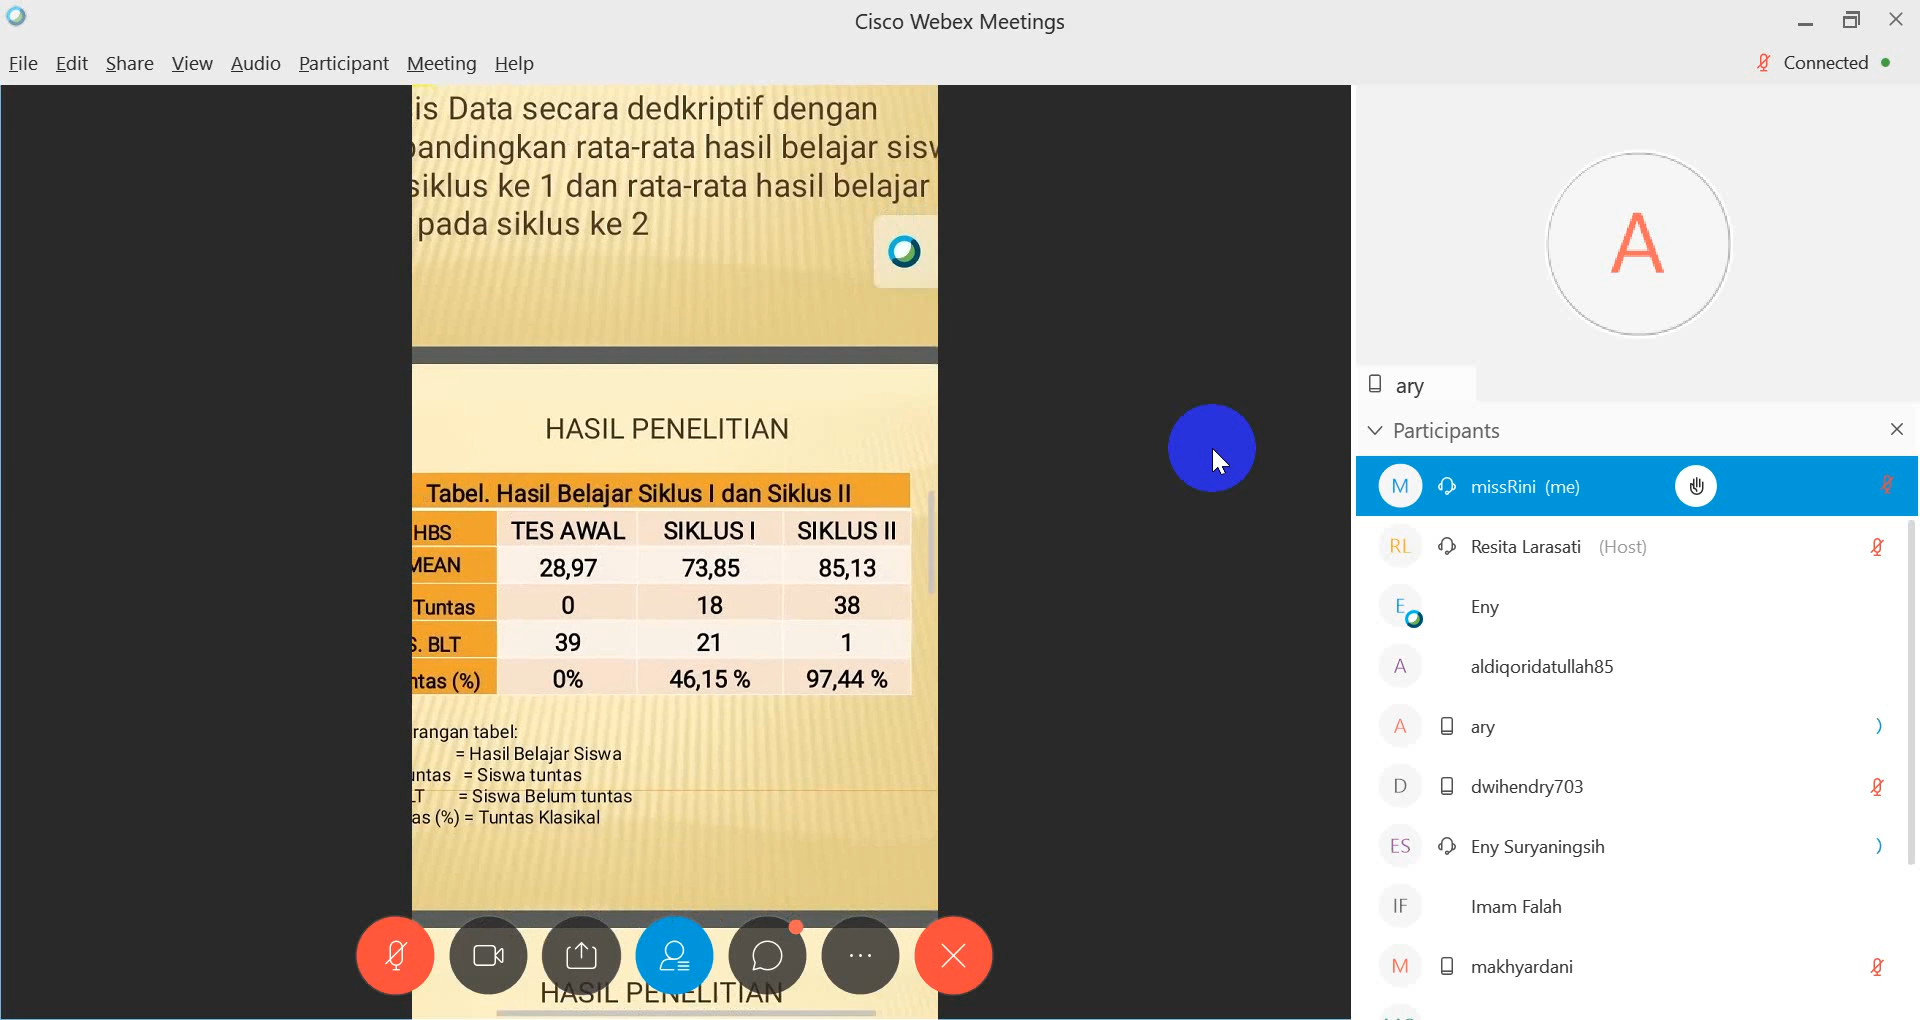 Cisco Webex Meetings
File Edit Share View Audio Participant Meeting Help
Connected
is Data secara dedkriptif dengan
andingkan rata-rata hasil belajar sis
siklus ke 1 dan rata-rata hasil belajar
pada siklus ke 2
HASIL PENELITIAN
Tabel. Hasil Belajar Siklus I dan Siklus II
HBS TES AWAL SIKLUS I SIKLUS II
MEAN 28,97 73,85 85,13
Tuntas 0 18 38
S. BLT 39 21 1
ntas (%) 0% 46,15 % 97,44 %
rangan tabel:
= Hasil Belajar Siswa
untas = Siswa tuntas
LT = Siswa Belum tuntas
as (%) = Tuntas Klasikal
HASIL PENELITIAN
A
ary
Participants
M missRini (me)
RL Resita Larasati (Host)
E Eny
A aldiqoridatullah85
A ary
D dwihendry703
ES Eny Suryaningsih
IF Imam Falah
M makhyardani